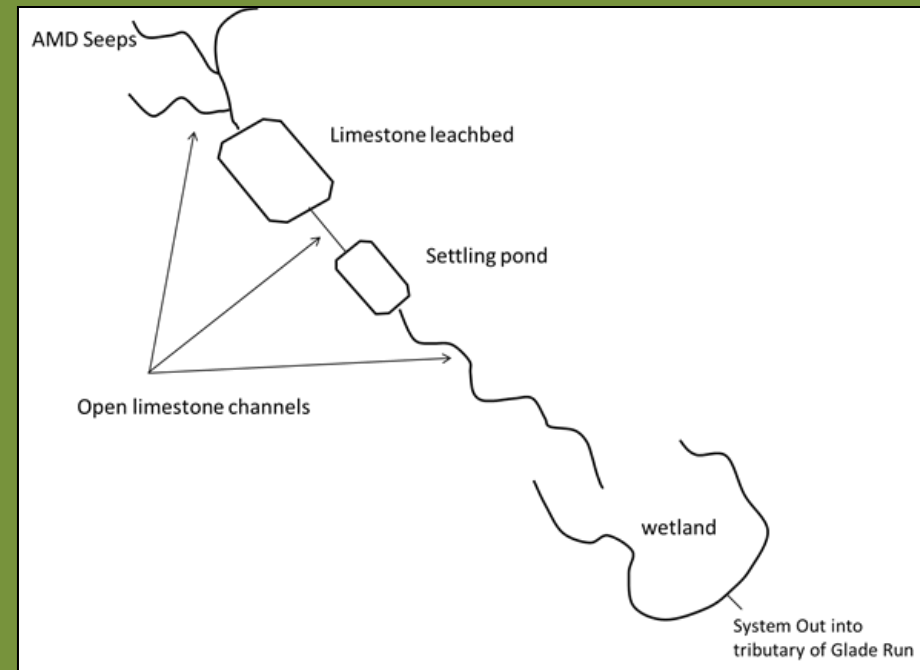 AMD Seeps
Limestone leachbed
Settling pond
Open limestone channels
wetland
System Out into
tributary of Glade Run